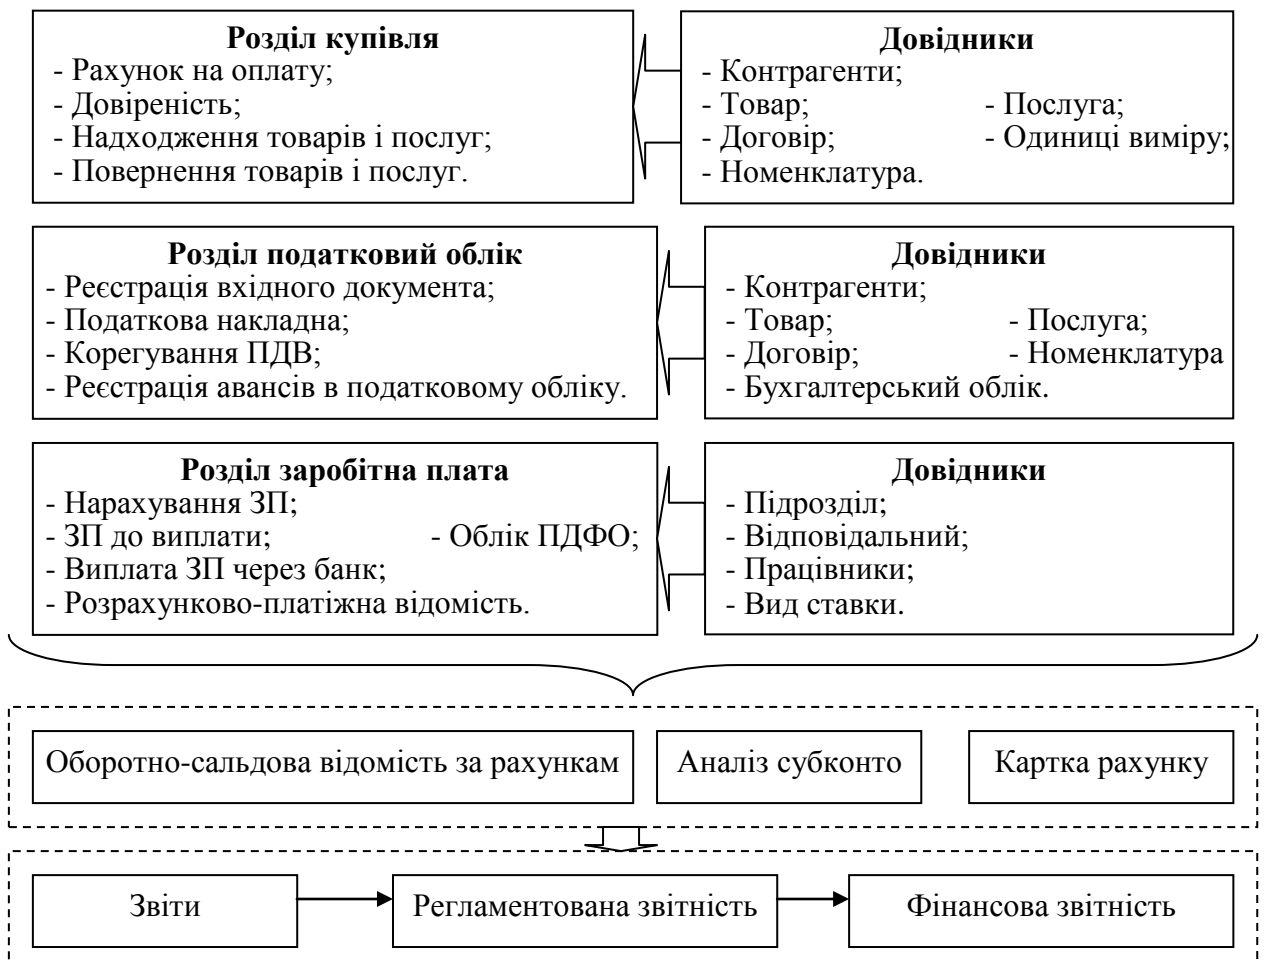 Розділ купівля
- Рахунок на оплату;
- Довіреність;
- Надходження товарів і послуг;
- Повернення товарів і послуг.
Довідники
- Контрагенти;
- Товар; - Послуга;
- Договір; - Одиниці виміру;
- Номенклатура.
Розділ податковий облік
- Реєстрація вхідного документа;
- Податкова накладна;
- Корегування ПДВ;
- Реєстрація авансів в податковому обліку.
Довідники
- Контрагенти;
- Товар; - Послуга;
- Договір; - Номенклатура
- Бухгалтерський облік.
Розділ заробітна плата
- Нарахування ЗП;
- ЗП до виплати; - Облік ПДФО;
- Виплата ЗП через банк;
- Розрахунково-платіжна відомість.
Довідники
- Підрозділ;
- Відповідальний;
- Працівники;
- Вид ставки.
Оборотно-сальдова відомість за рахункам
Аналіз субконто
Картка рахунку
Звіти
Регламентована звітність
Фінансова звітність